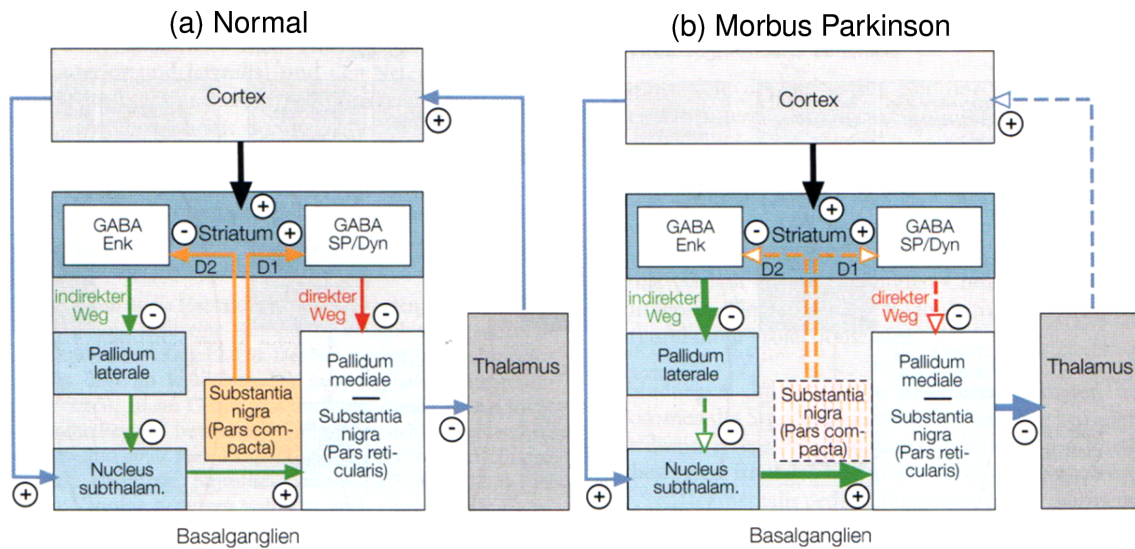 (a) Normal
Cortex
+
+
GABA
Enk
-
Striatum
+
GABA
SP/Dyn
D2
D1
indirekter
Weg
-
direkter
Weg
-
Pallidum
laterale
Pallidum
mediale
Thalamus
Substantia
nigra
(Pars com-
pacta)
Substantia
nigra
(Pars reti-
cularis)
-
-
Nucleus
subthalam.
+
+
Basalganglien
(b) Morbus Parkinson
Cortex
+
+
GABA
Enk
-
Striatum
+
GABA
SP/Dyn
D2
D1
indirekter
Weg
-
direkter
Weg
-
Pallidum
laterale
Pallidum
mediale
Thalamus
Substantia
nigra
(Pars com-
pacta)
Substantia
nigra
(Pars reti-
cularis)
-
-
Nucleus
subthalam.
+
+
Basalganglien